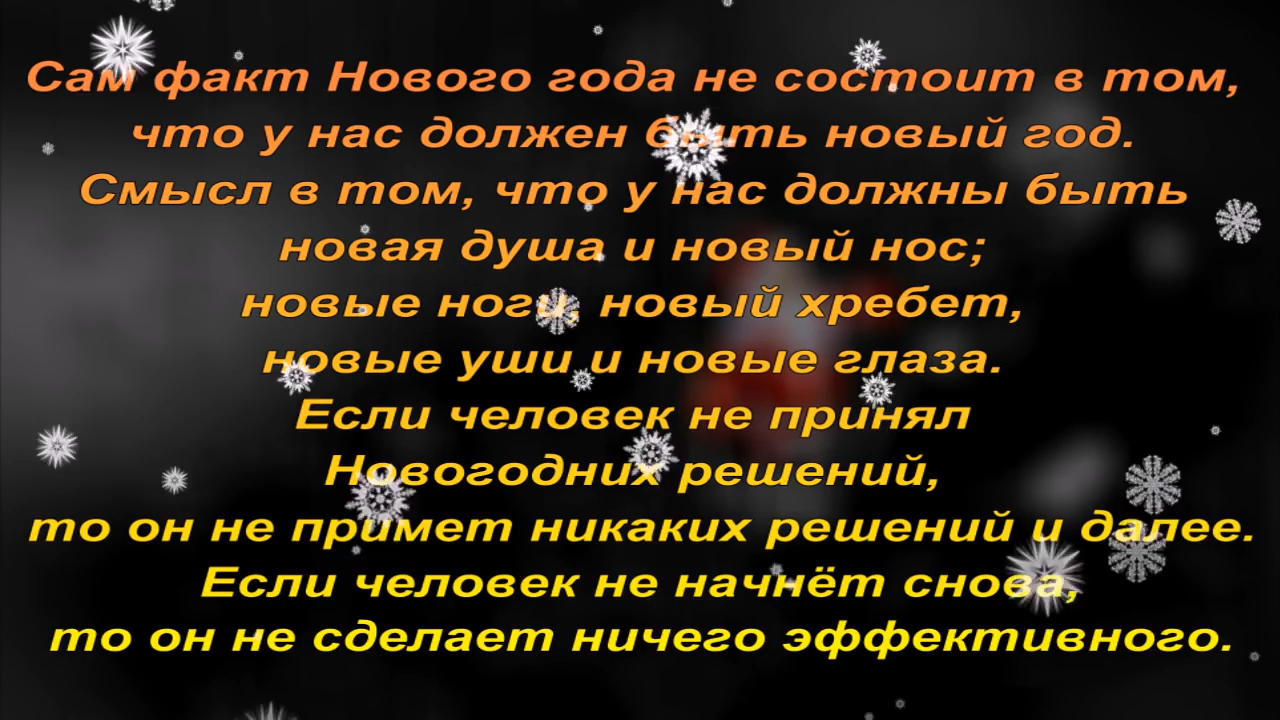 Сам факт Нового года не состоит в том,
что у нас должен быть новый год.
Смысл в том, что у нас должны быть
новая душа и новый нос;
новые ноги, новый хребет,
новые уши и новые глаза.
Если человек не принял
Новогодних решений,
то он не примет никаких решений и далее.
Если человек не начнёт снова,
то он не сделает ничего эффективного.